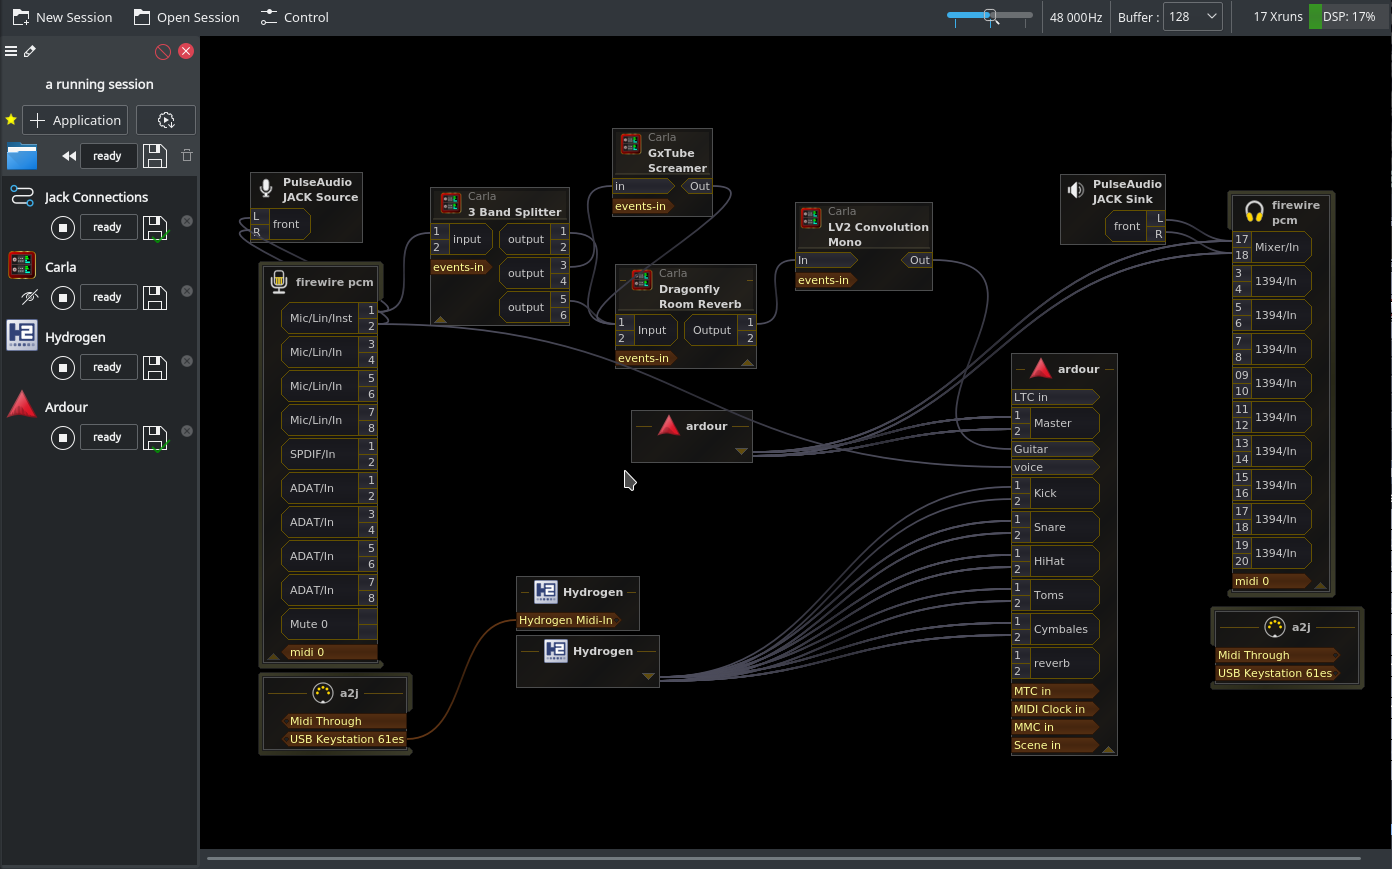 New Session
Open Session
Control
48 000Hz
Buffer :
128
17 Xruns
DSP: 17%
a running session
Application
ready
Jack Connections
ready
Carla
ready
Hydrogen
ready
Ardour
ready
PulseAudio
JACK Source
L
R
front
firewire pcm
Mic/Lin/Inst
1
2
Mic/Lin/In
3
4
Mic/Lin/In
5
6
Mic/Lin/In
7
8
SPDIF/In
1
2
ADAT/In
1
2
ADAT/In
3
4
ADAT/In
5
6
ADAT/In
7
8
Mute 0
midi 0
a2j
Midi Through
USB Keystation 61es
Carla
3 Band Splitter
1
2
input
output
1
2
events-in
output
3
4
output
5
6
Carla
GxTube
Screamer
in
Out
events-in
Carla
Dragonfly
Room Reverb
1
2
Input
Output
1
2
events-in
Carla
LV2 Convolution
Mono
In
Out
events-in
ardour
Hydrogen
Hydrogen Midi-In
Hydrogen
ardour
LTC in
1
2
Master
Guitar
voice
1
2
Kick
1
2
Snare
1
2
HiHat
1
2
Toms
1
2
Cymbales
1
2
reverb
MTC in
MIDI Clock in
MMC in
Scene in
PulseAudio
JACK Sink
front
L
R
firewire
pcm
17
18
Mixer/In
3
4
1394/In
5
6
1394/In
7
8
1394/In
09
10
1394/In
11
12
1394/In
13
14
1394/In
15
16
1394/In
17
18
1394/In
19
20
1394/In
midi 0
a2j
Midi Through
USB Keystation 61es